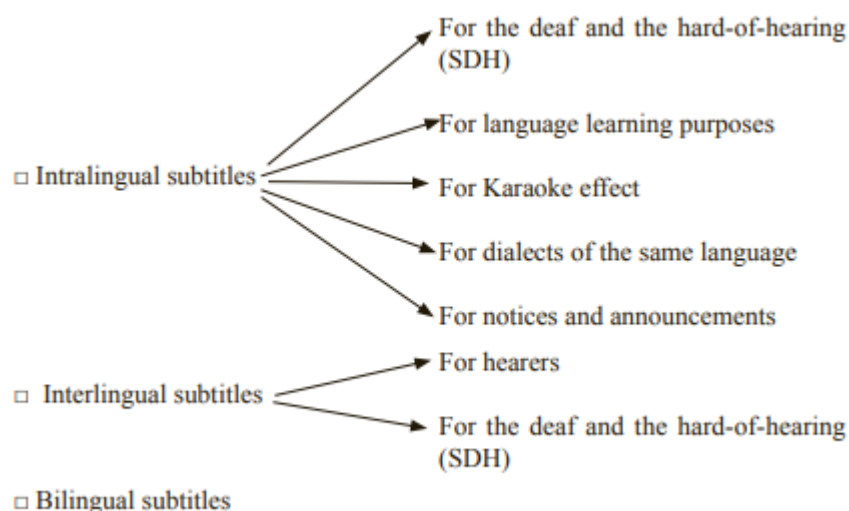 For the deaf and the hard-of-hearing
(SDH)
For language learning purposes
□ Intralingual subtitles
For Karaoke effect
For dialects of the same language
For notices and announcements
For hearers
□ Interlingual subtitles
For the deaf and the hard-of-hearing
(SDH)
□ Bilingual subtitles